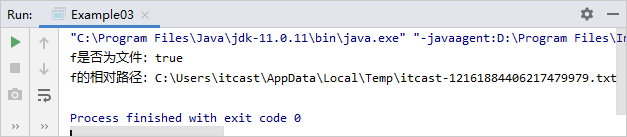 Run: Example03
"C:\Program Files\Java\jdk-11.0.11\bin\java.exe" "-javaagent:D:\Program Files\In
f是否为文件: true
f的相对路径: C:\Users\itcast\AppData\Local\Temp\itcast-12161884406217479979.txt
Process finished with exit code 0